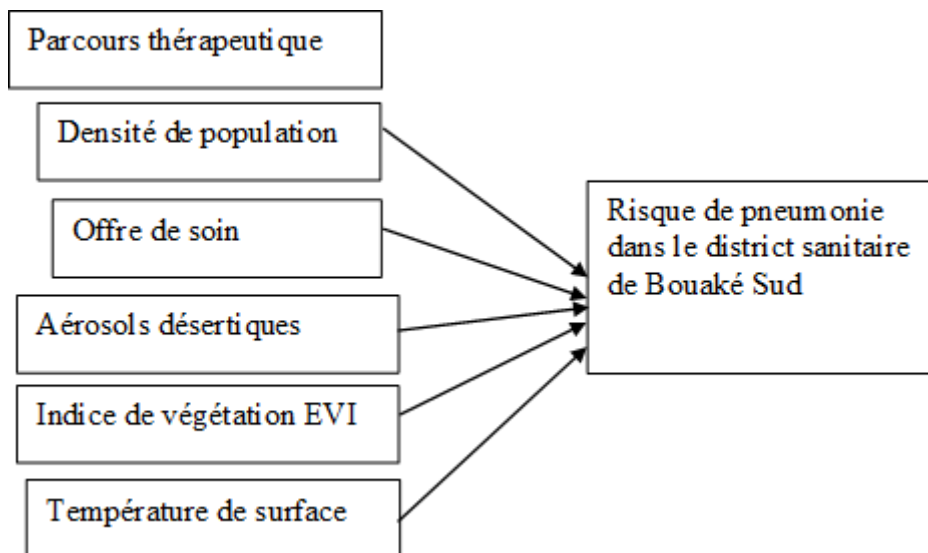 Parcours thérapeutique
Densité de population
Offre de soin
Aérosols désertiques
Indice de végétation EVI
Température de surface
Risque de pneumonie
dans le district sanitaire
de Bouaké Sud